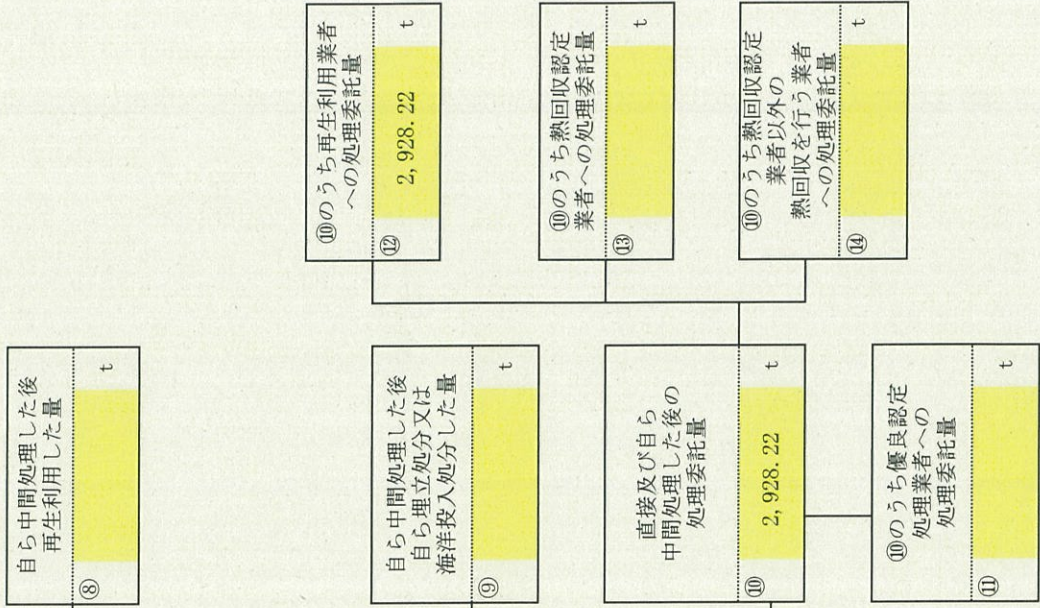 自ら中間処理した後
再生利用した量
⑧
t
自ら中間処理した後
自ら埋立処分又は
海洋投入処分した量
⑨
t
直接及び自ら
中間処理した後の
処理委託量
⑩
2,928.22
⑩のうち優良認定
処理業者への
処理委託量
⑪
t
⑩のうち再生利用業者
への処理委託量
⑫
2,928.22
t
⑩のうち熱回収認定
業者への処理委託量
⑬
t
⑩のうち熱回収認定
業者以外の
熱回収を行う業者
への処理委託量
⑭
t